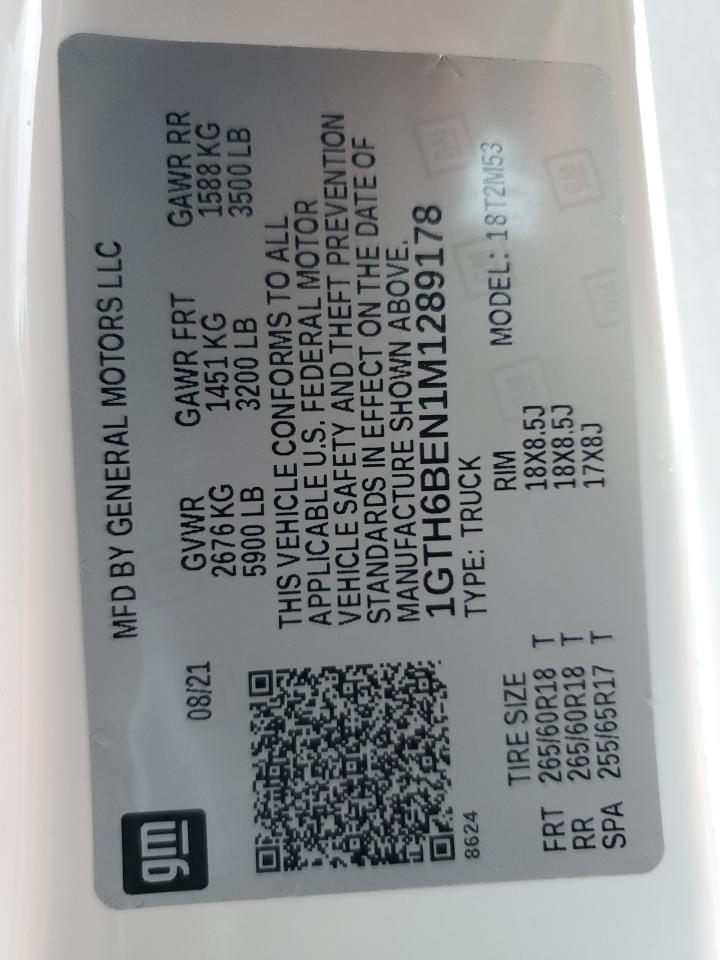 gm
MFD BY GENERAL MOTORS LLC
08/21
GVWR GAWR FRT GAWR RR
2676 KG 1451 KG 1588 KG
5900 LB 3200 LB 3500 LB
THIS VEHICLE CONFORMS TO ALL
APPLICABLE U.S. FEDERAL MOTOR
VEHICLE SAFETY AND THEFT PREVENTION
STANDARDS IN EFFECT ON THE DATE OF
MANUFACTURE SHOWN ABOVE.
1GTH6BEN1M1289178
8624
TYPE: TRUCK MODEL: 18T2M53
TIRE SIZE RIM
FRT 265/60R18 T 18X8.5J
RR 265/60R18 T 18X8.5J
SPA 255/65R17 T 17X8J